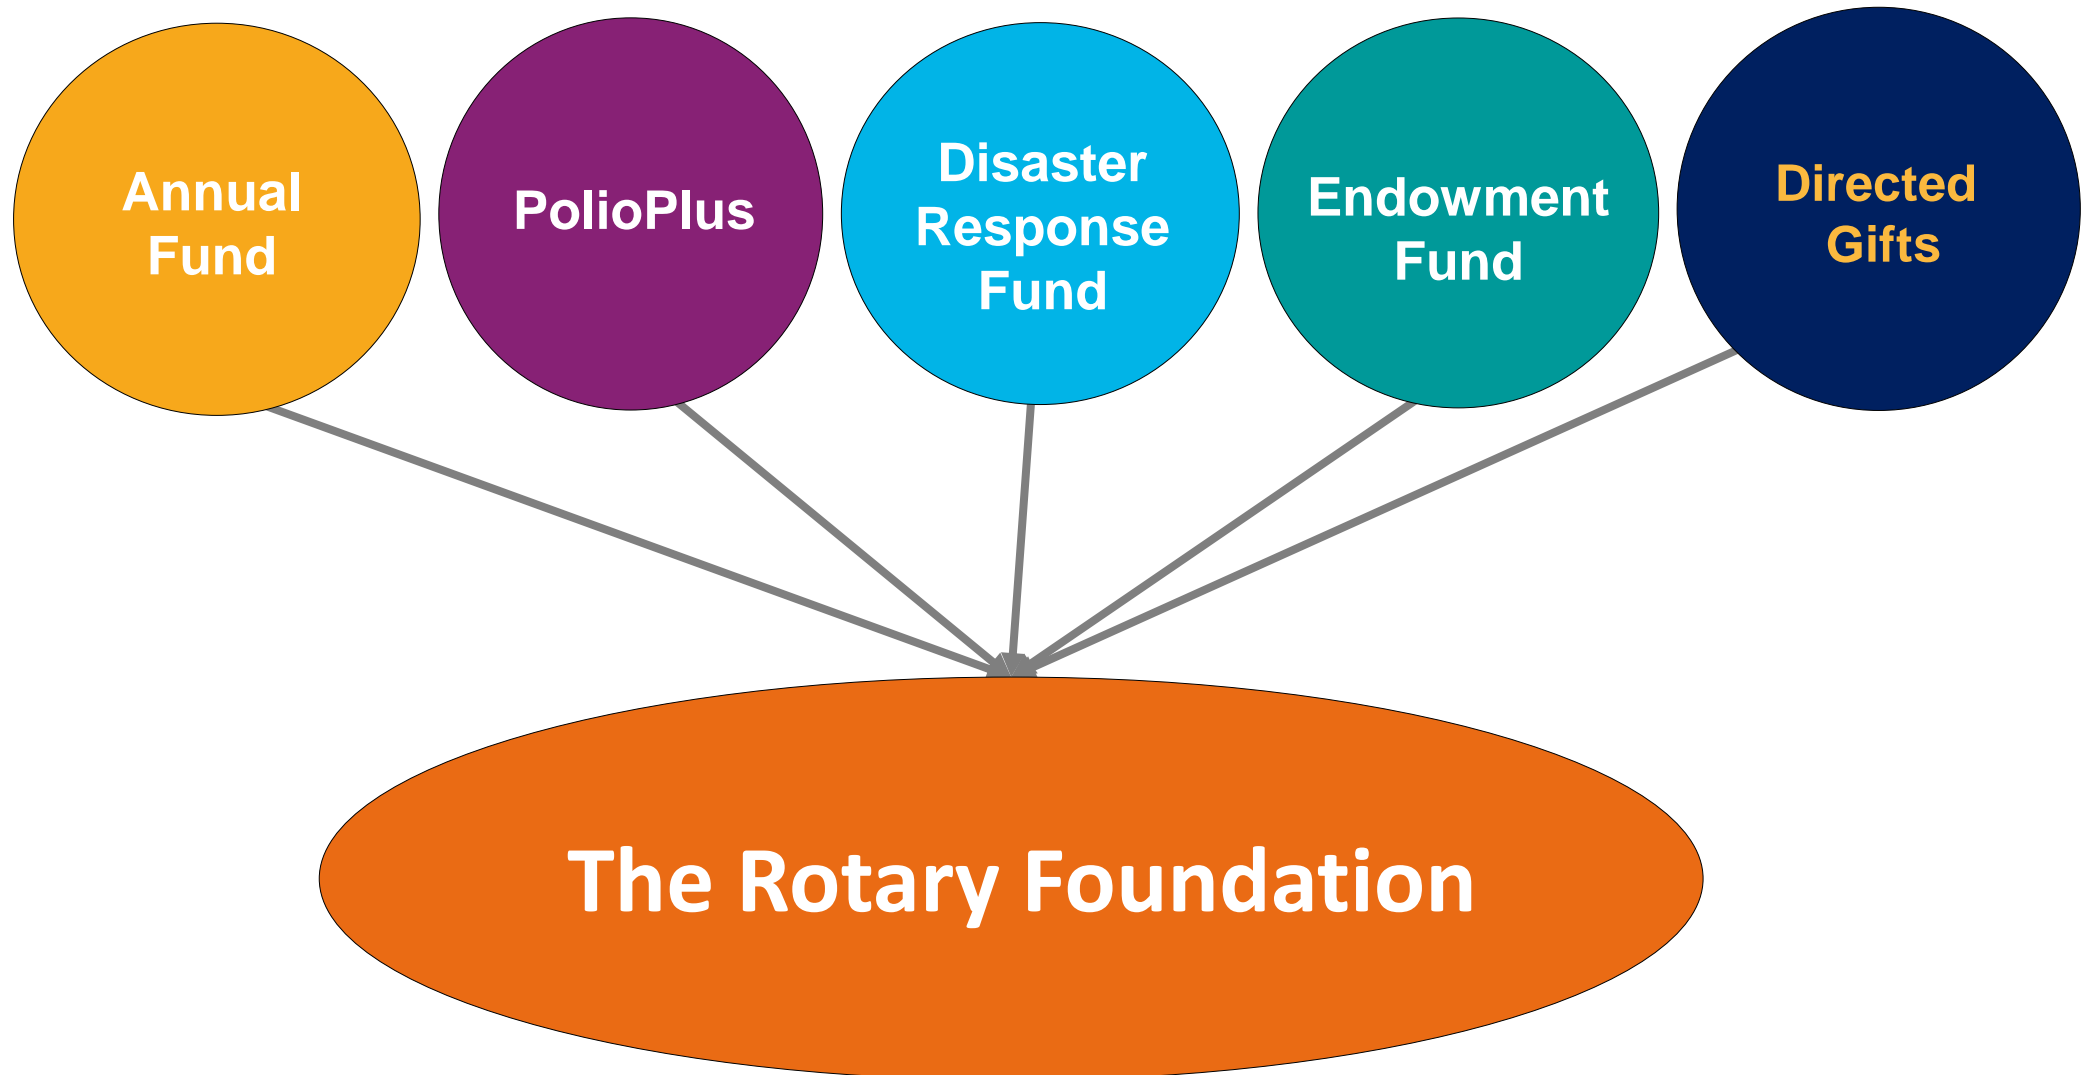 Annual
Fund
PolioPlus
Disaster
Response
Fund
Endowment
Fund
Directed
Gifts
The Rotary Foundation